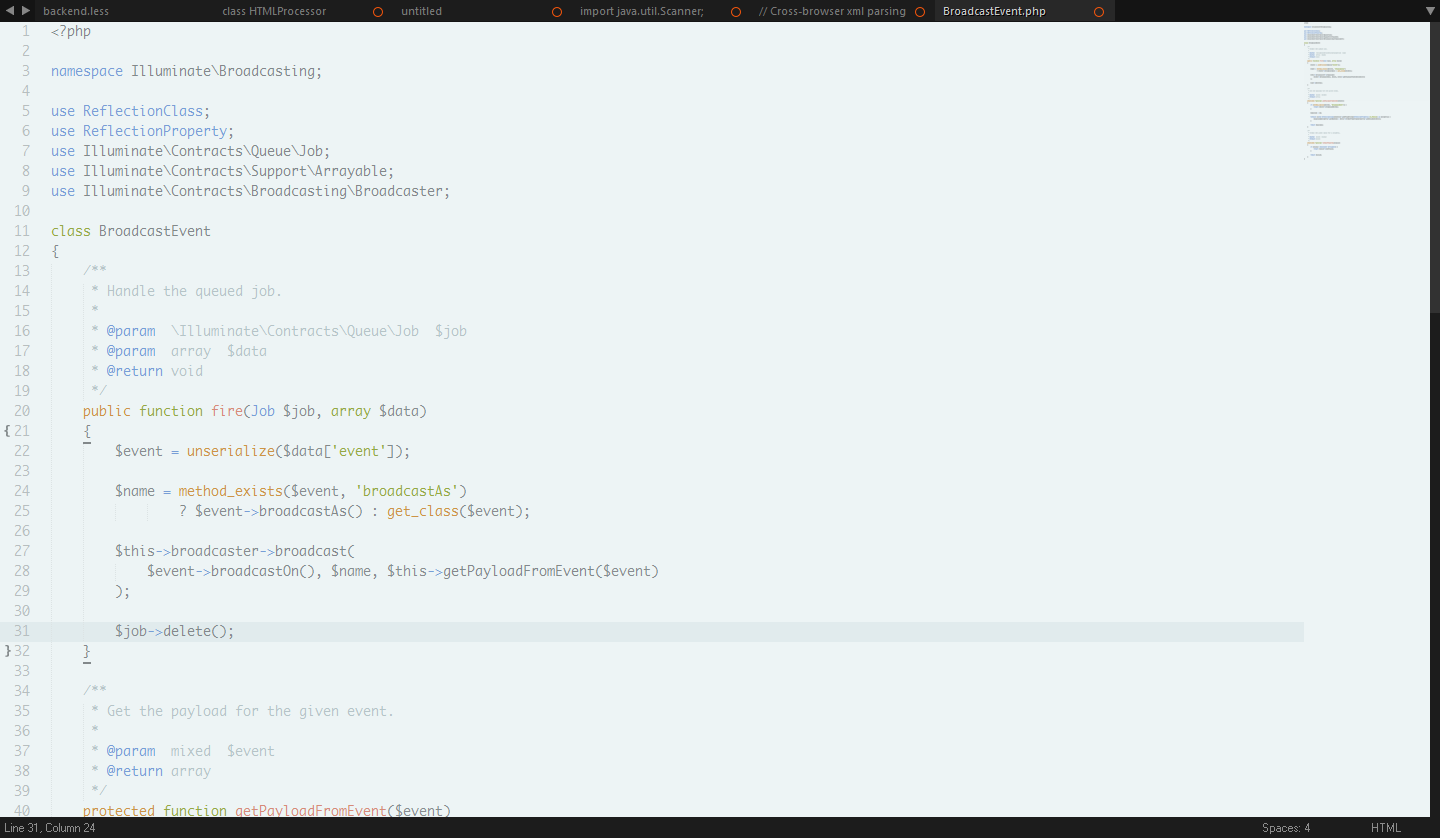 backend.less class HTMLProcessor untitled import java.util.Scanner; // Cross-browser xml parsing BroadcastEvent.php
1 <?php
2
3 namespace Illuminate\Broadcasting;
4
5 use ReflectionClass;
6 use ReflectionProperty;
7 use Illuminate\Contracts\Queue\Job;
8 use Illuminate\Contracts\Support\Arrayable;
9 use Illuminate\Contracts\Broadcasting\Broadcaster;
10
11 class BroadcastEvent
12 {
13 /**
14 * Handle the queued job.
15 *
16 * @param  \Illuminate\Contracts\Queue\Job  $job
17 * @param  array  $data
18 * @return void
19 */
20 public function fire(Job $job, array $data)
{ 21 {
22 $event = unserialize($data['event']);
23
24 $name = method_exists($event, 'broadcastAs')
25 ? $event->broadcastAs() : get_class($event);
26
27 $this->broadcaster->broadcast(
28 $event->broadcastOn(), $name, $this->getPayloadFromEvent($event)
29 );
30
31 $job->delete();
} 32 }
33
34 /**
35 * Get the payload for the given event.
36 *
37 * @param  mixed  $event
38 * @return array
39 */
40 protected function getPayloadFromEvent($event)
Line 31, Column 24 Spaces: 4 HTML